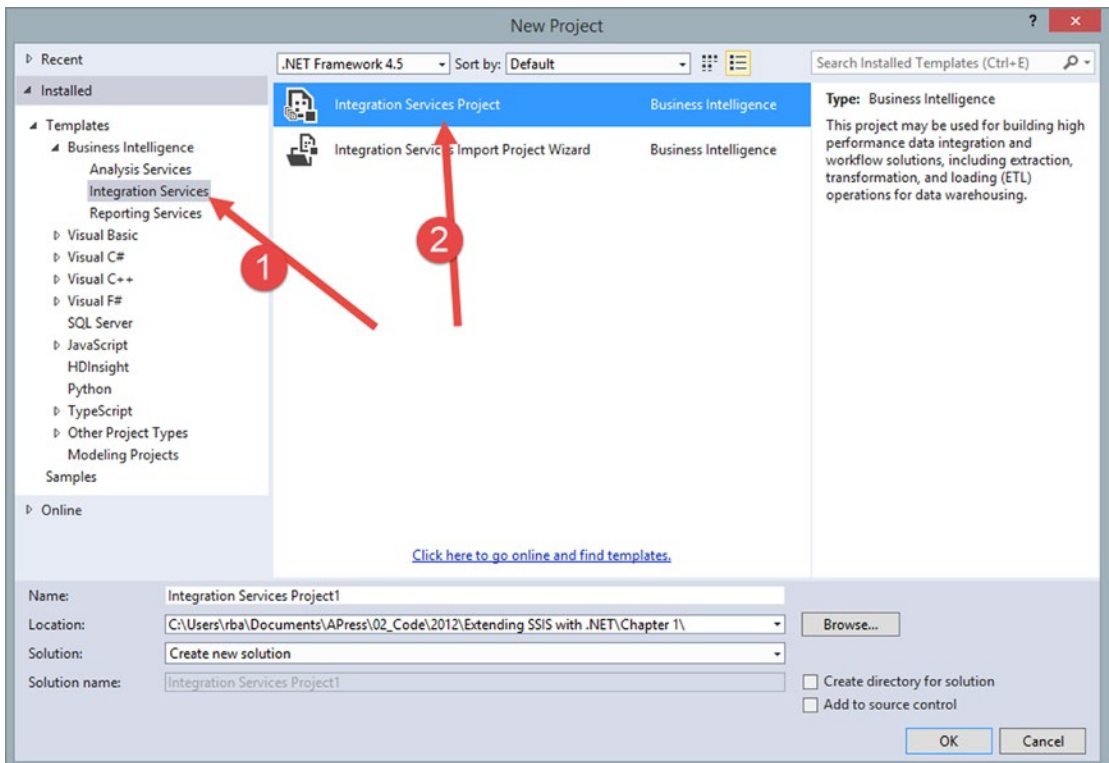 New Project
?
Recent
Installed
Templates
Business Intelligence
Analysis Services
Integration Services
Reporting Services
Visual Basic
Visual C#
Visual C++
Visual F#
SQL Server
JavaScript
HDInsight
Python
TypeScript
Other Project Types
Modeling Projects
Samples
Online
.NET Framework 4.5 Sort by: Default
Integration Services Project Business Intelligence
Integration Services Import Project Wizard Business Intelligence
1
2
Click here to go online and find templates.
Search Installed Templates (Ctrl+E)
Type: Business Intelligence
This project may be used for building high
performance data integration and
workflow solutions, including extraction,
transformation, and loading (ETL)
operations for data warehousing.
Name: Integration Services Project1
Location: C:\Users\rba\Documents\APress\02_Code\2012\Extending SSIS with .NET\Chapter 1\ Browse...
Solution: Create new solution
Solution name: Integration Services Project1
Create directory for solution
Add to source control
OK Cancel